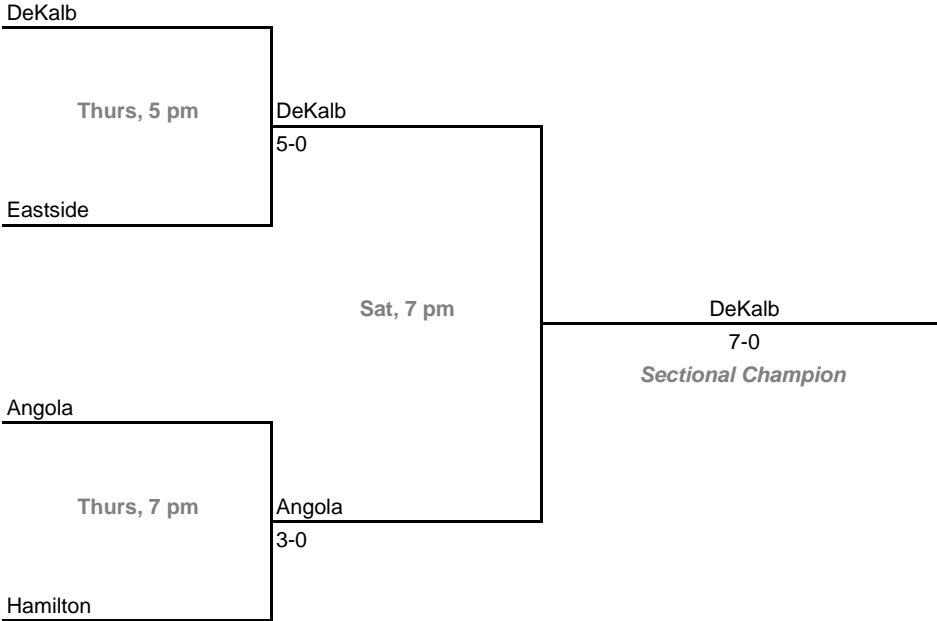 DeKalb
Thurs, 5 pm
DeKalb
5-0
Eastside
Sat, 7 pm
DeKalb
7-0
Sectional Champion
Angola
Thurs, 7 pm
Angola
3-0
Hamilton